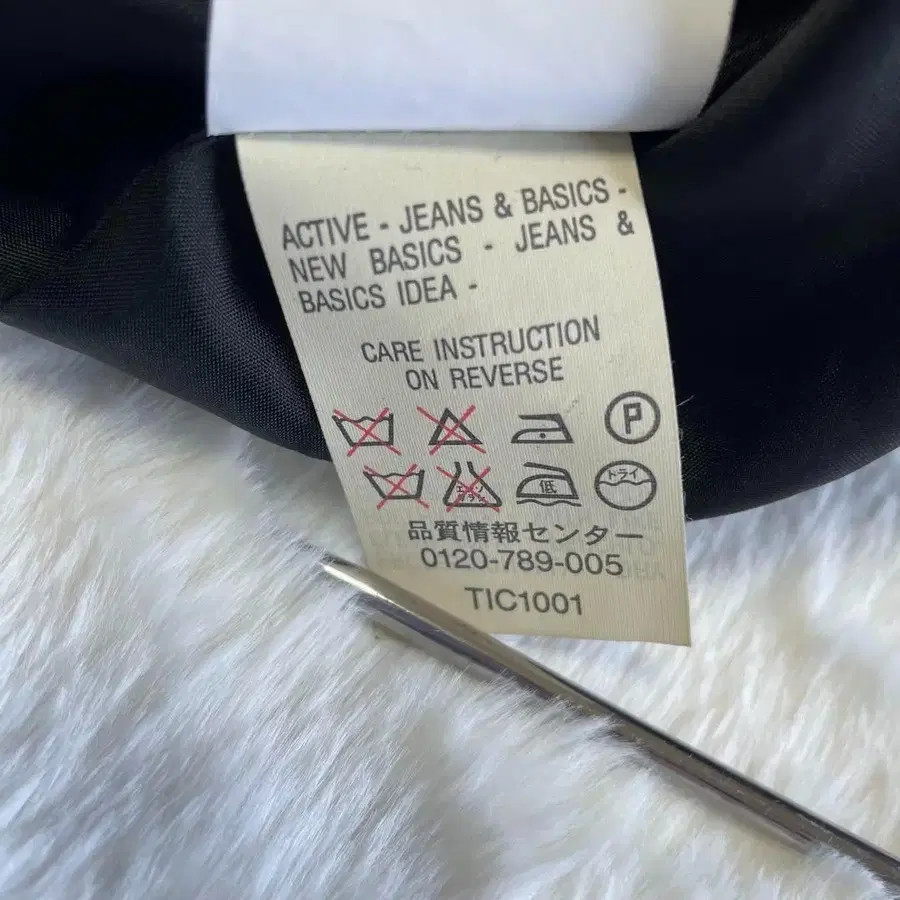 ACTIVE - JEANS & BASICS -
NEW BASICS - JEANS &
BASICS IDEA -
CARE INSTRUCTION
ON REVERSE
P
低 ドライ
品質情報センター
0120-789-005
TIC1001